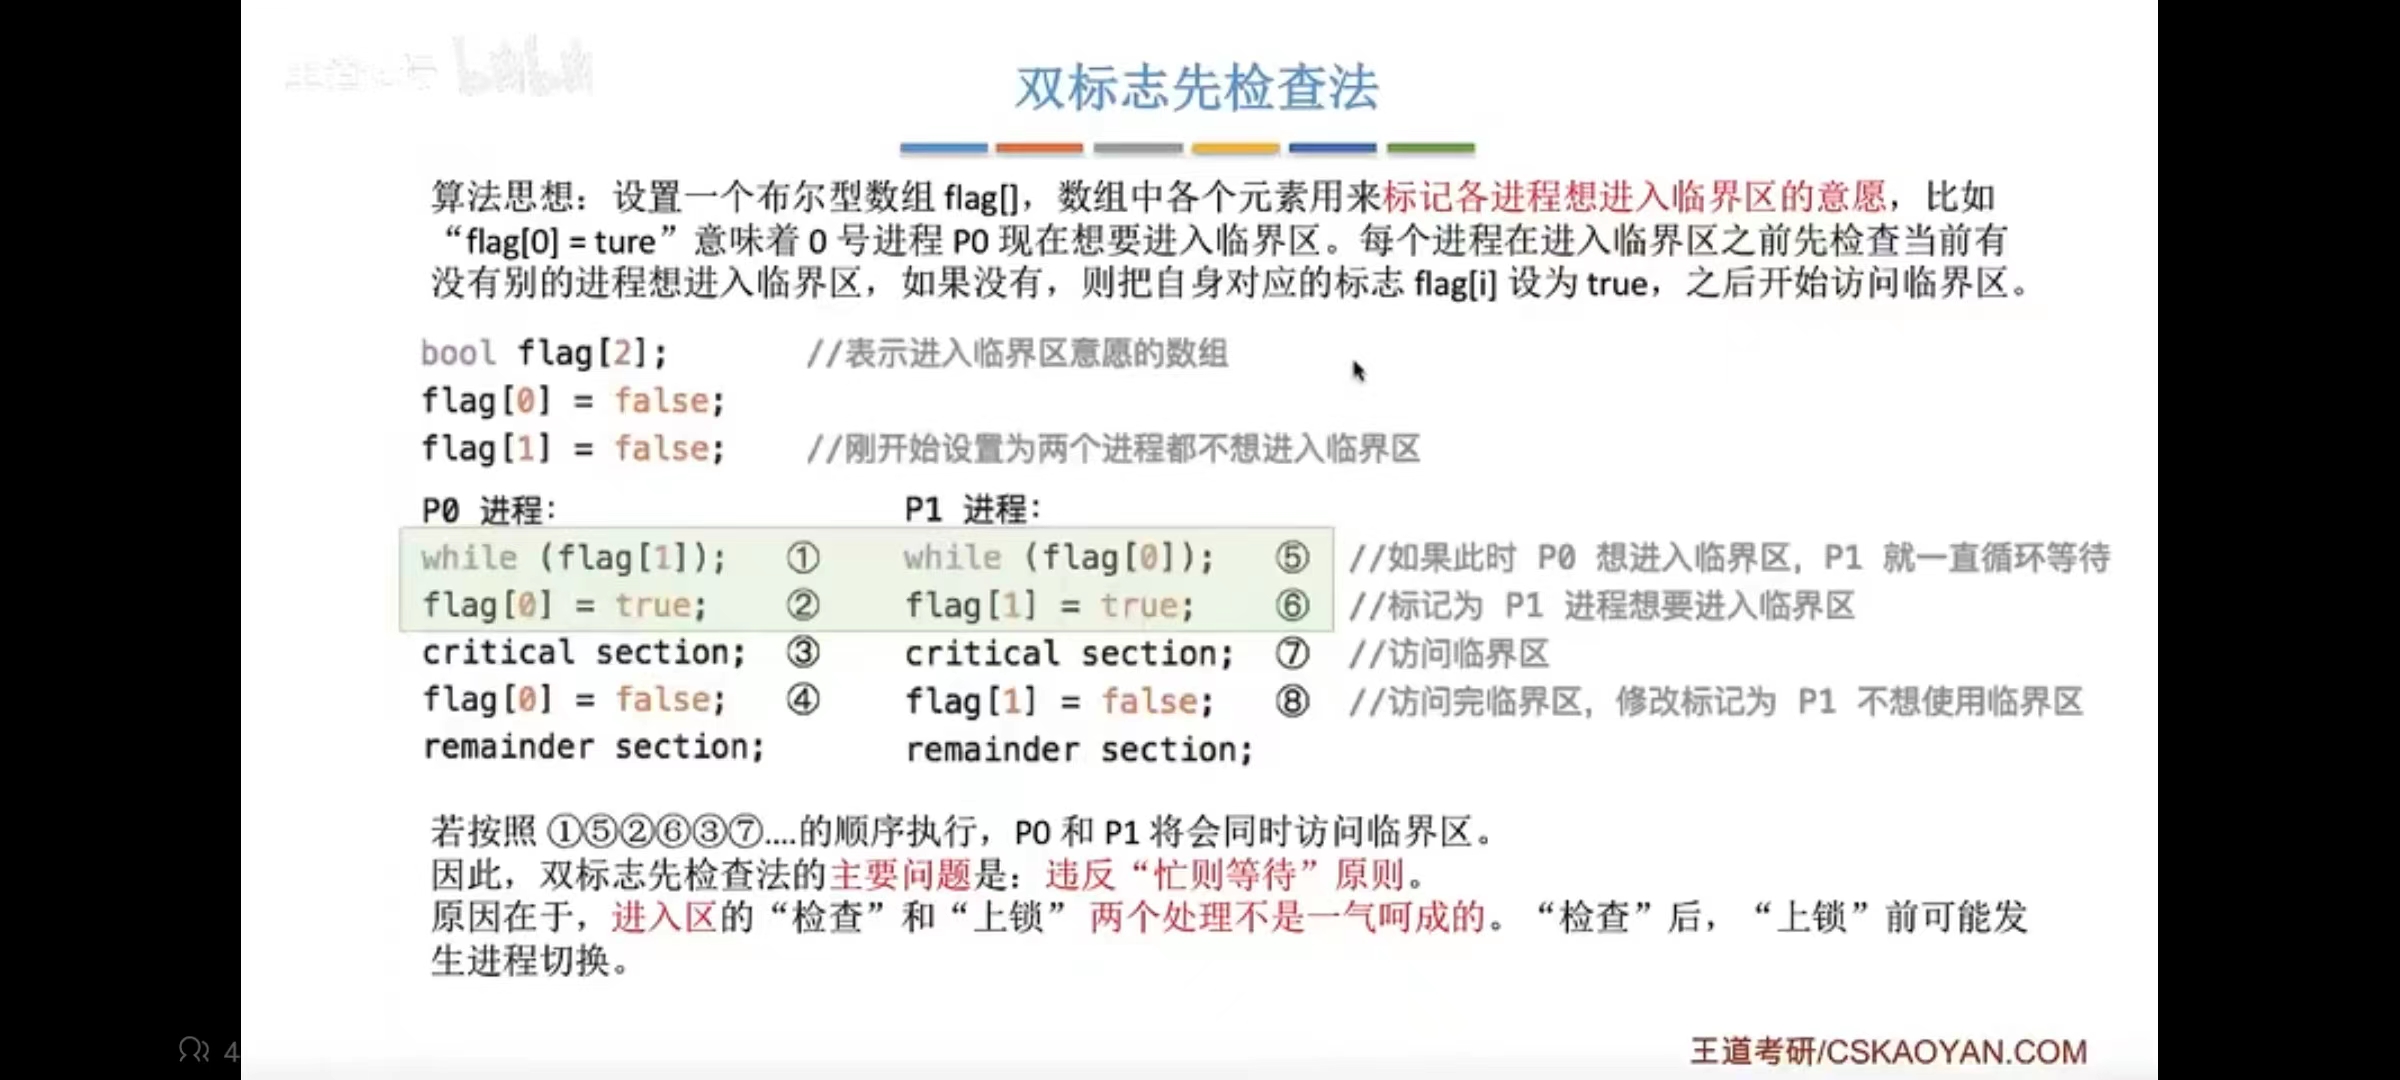 双标志先检查法
算法思想：设置一个布尔型数组 flag[]，数组中各个元素用来标记各进程想进入临界区的意愿，比如
“flag[0] = ture”意味着 0 号进程 P0 现在想要进入临界区。每个进程在进入临界区之前先检查当前有
没有别的进程想进入临界区，如果没有，则把自身对应的标志 flag[i] 设为 true，之后开始访问临界区。
bool flag[2]; //表示进入临界区意愿的数组
flag[0] = false;
flag[1] = false; //刚开始设置为两个进程都不想进入临界区
P0 进程： P1 进程：
while (flag[1]); ① while (flag[0]); ⑤ //如果此时 P0 想进入临界区，P1 就一直循环等待
flag[0] = true; ② flag[1] = true; ⑥ //标记为 P1 进程想要进入临界区
critical section; ③ critical section; ⑦ //访问临界区
flag[0] = false; ④ flag[1] = false; ⑧ //访问完临界区，修改标记为 P1 不想使用临界区
remainder section; remainder section;
若按照 ①⑤②⑥③⑦....的顺序执行，P0 和 P1 将会同时访问临界区。
因此，双标志先检查法的主要问题是：违反“忙则等待”原则。
原因在于，进入区的“检查”和“上锁” 两个处理不是一气呵成的。“检查”后，“上锁”前可能发
生进程切换。
4
王道考研/CSKAOYAN.COM